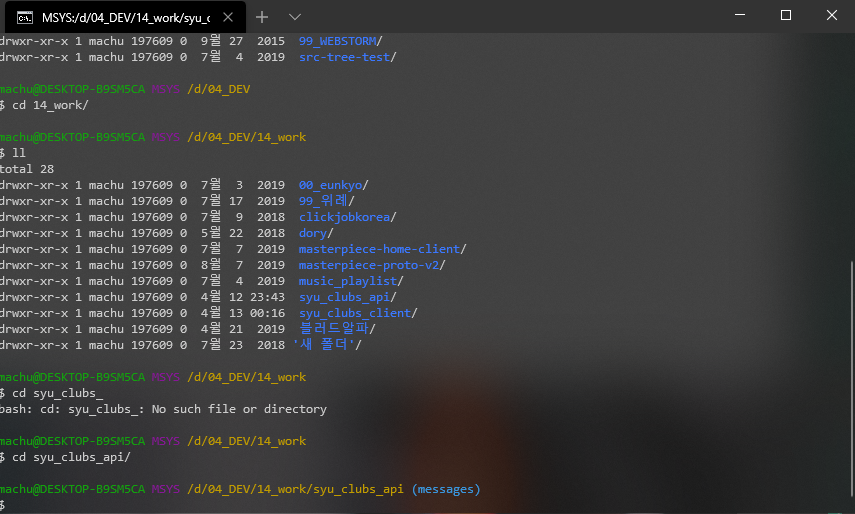 MSYS:/d/04_DEV/14_work/syu_c
drwxr-xr-x 1 machu 197609 0  9월 27  2015  99_WEBSTORM/
drwxr-xr-x 1 machu 197609 0  7월  4  2019  src-tree-test/
machu@DESKTOP-B9SM5CA MSYS /d/04_DEV
$ cd 14_work/
machu@DESKTOP-B9SM5CA MSYS /d/04_DEV/14_work
$ ll
total 28
drwxr-xr-x 1 machu 197609 0  7월  3  2019  00_eunkyo/
drwxr-xr-x 1 machu 197609 0  7월 17  2019  99_위례/
drwxr-xr-x 1 machu 197609 0  7월  9  2018  clickjobkorea/
drwxr-xr-x 1 machu 197609 0  5월 22  2018  dory/
drwxr-xr-x 1 machu 197609 0  7월  7  2019  masterpiece-home-client/
drwxr-xr-x 1 machu 197609 0  8월  7  2019  masterpiece-proto-v2/
drwxr-xr-x 1 machu 197609 0  7월  4  2019  music_playlist/
drwxr-xr-x 1 machu 197609 0  4월 12 23:43  syu_clubs_api/
drwxr-xr-x 1 machu 197609 0  4월 13 00:16  syu_clubs_client/
drwxr-xr-x 1 machu 197609 0  4월 21  2019  블러드알파/
drwxr-xr-x 1 machu 197609 0  7월 23  2018 '새 폴더'/
machu@DESKTOP-B9SM5CA MSYS /d/04_DEV/14_work
$ cd syu_clubs_
bash: cd: syu_clubs_: No such file or directory
machu@DESKTOP-B9SM5CA MSYS /d/04_DEV/14_work
$ cd syu_clubs_api/
machu@DESKTOP-B9SM5CA MSYS /d/04_DEV/14_work/syu_clubs_api (messages)
$